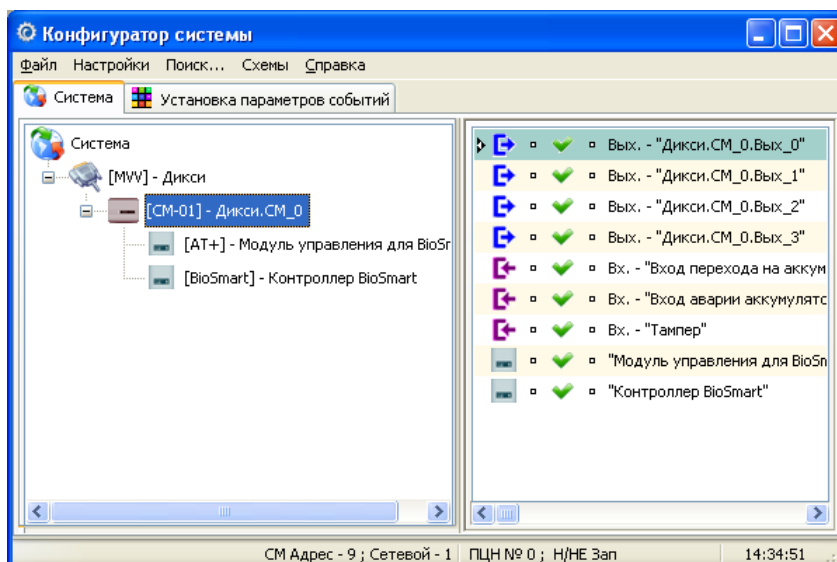 Конфигуратор системы
Файл Настройки Поиск... Схемы Справка
Система Установка параметров событий
Система
[MVV] - Дикси
[CM-01] - Дикси.CM_0
[AT+] - Модуль управления для BioSr
[BioSmart] - Контроллер BioSmart
Вых. - "Дикси.CM_0.Вых_0"
Вых. - "Дикси.CM_0.Вых_1"
Вых. - "Дикси.CM_0.Вых_2"
Вых. - "Дикси.CM_0.Вых_3"
Вх. - "Вход перехода на аккум
Вх. - "Вход аварии аккумулятс
Вх. - "Тампер"
"Модуль управления для BioSn
"Контроллер BioSmart"
СМ Адрес - 9 ; Сетевой - 1 ПЦН № 0 ; Н/НЕ Зап 14:34:51